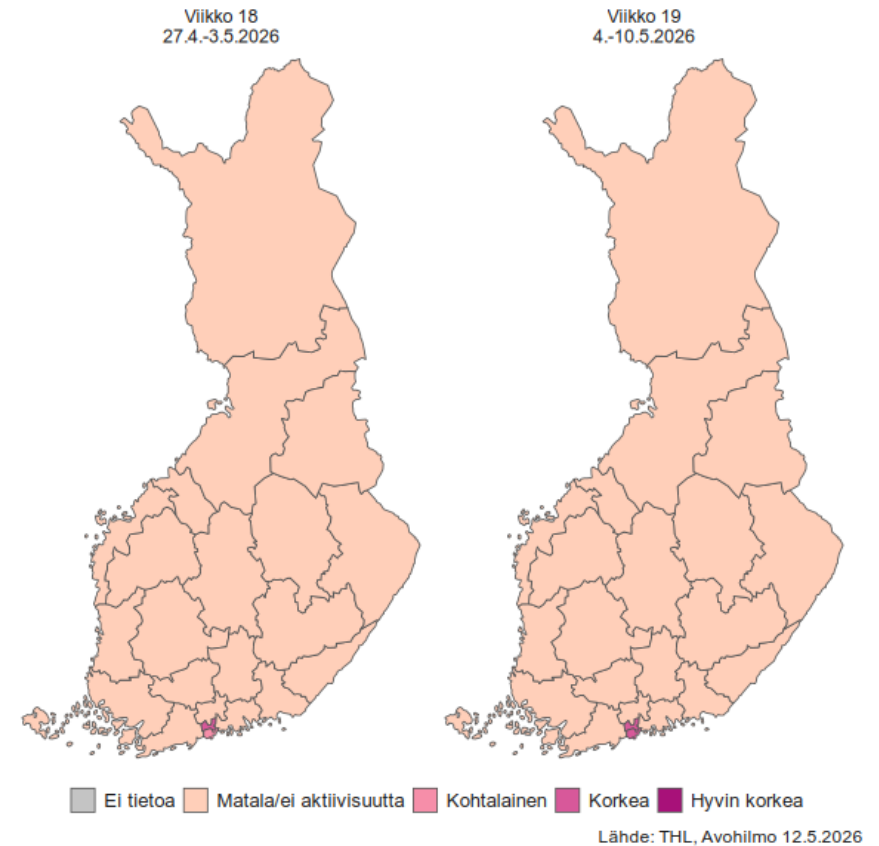 Viikko 18
27.4.-3.5.2026
Viikko 19
4.-10.5.2026
Ei tietoa
Matala/ei aktiivisuutta
Kohtalainen
Korkea
Hyvin korkea
Lähde: THL, Avohilmo 12.5.2026